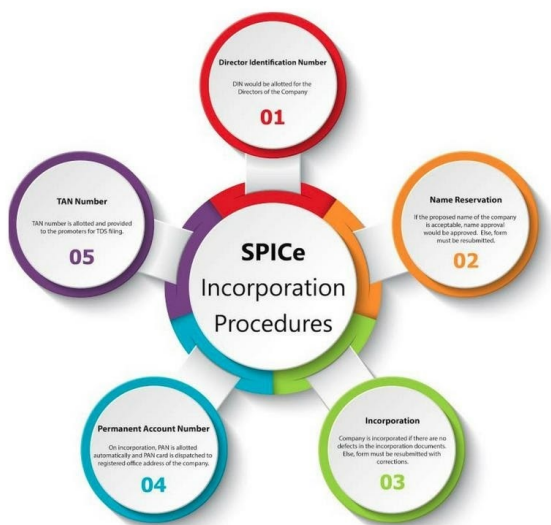 Director Identification Number
DIN would be allotted for the
Directors of the Company
01
Name Reservation
If the proposed name of the company
is acceptable, name approval
would be approved. Else, form
must be resubmitted.
02
Incorporation
Company is incorporated if there are no
defects in the incorporation documents.
Else, form must be resubmitted with
corrections.
03
Permanent Account Number
On incorporation, PAN is allotted
automatically and PAN card is dispatched to
registered office address of the company.
04
TAN Number
TAN number is allotted and provided
to the promoters for TDS filing.
05
SPICe
Incorporation
Procedures